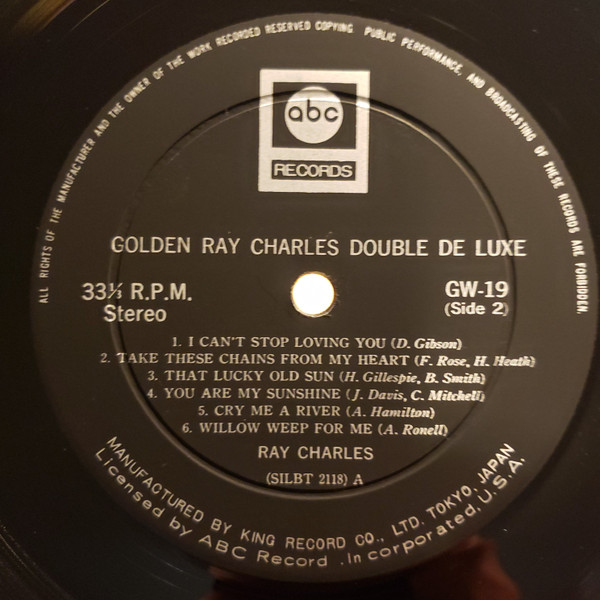 ALL RIGHTS OF THE MANUFACTURER AND THE OWNER OF THE WORK RECORDED RESERVED COPYING. PUBLIC PERFORMANCE, AND BROADCASTING OF THESE RECORDS ARE FORBIDDEN.
abc
RECORDS
GOLDEN RAY CHARLES DOUBLE DE LUXE
33⅓ R.P.M.
Stereo
GW-19
(Side 2)
1. I CAN'T STOP LOVING YOU (D. Gibson)
2. TAKE THESE CHAINS FROM MY HEART (F. Rose, H. Heath)
3. THAT LUCKY OLD SUN (H. Gillespie, B. Smith)
4. YOU ARE MY SUNSHINE (J. Davis, C. Mitchell)
5. CRY ME A RIVER (A. Hamilton)
6. WILLOW WEEP FOR ME (A. Ronell)
RAY CHARLES
(SILBT 2118) A
MANUFACTURED BY KING RECORD CO., LTD. TOKYO, JAPAN
Licensed by ABC Record .Incorporated, U.S.A.